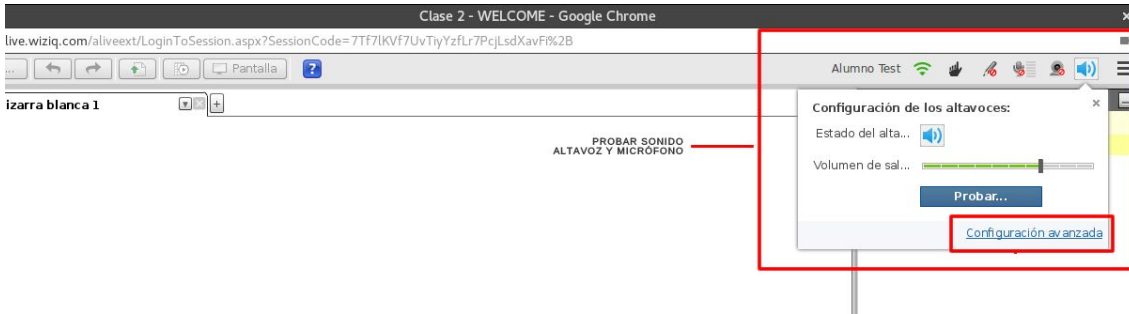 Clase 2 - WELCOME - Google Chrome
live.wiziq.com/aliveext/LoginToSession.aspx?SessionCode=7Tf7lKVf7UvTjyYzfLr7PcjLsdXavFi%2B
... Pantalla ? Alumno Test
izarra blanca 1 +
PROBAR SONIDO
ALTAVOZ Y MICRÓFONO
Configuración de los altavoces: ×
Estado del alta...
Volumen de sal...
Probar...
Configuración avanzada